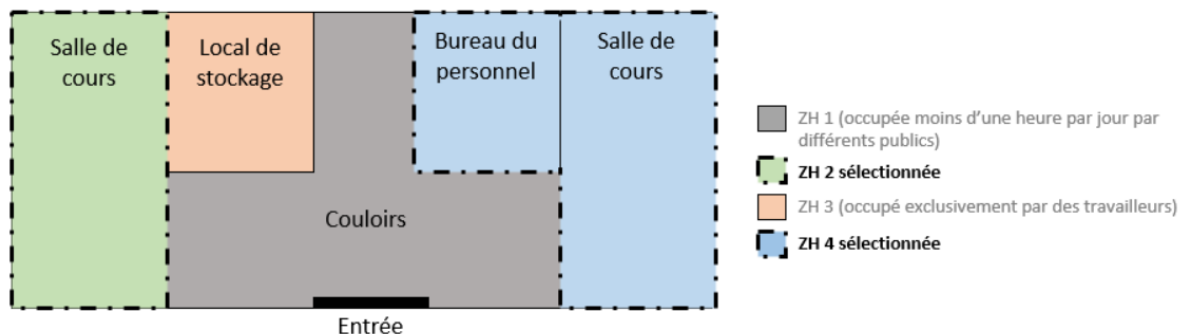 Salle de
cours
Local de
stockage
Bureau du
personnel
Salle de
cours
Couloirs
Entrée
ZH 1 (occupée moins d’une heure par jour par
différents publics)
ZH 2 sélectionnée
ZH 3 (occupé exclusivement par des travailleurs)
ZH 4 sélectionnée